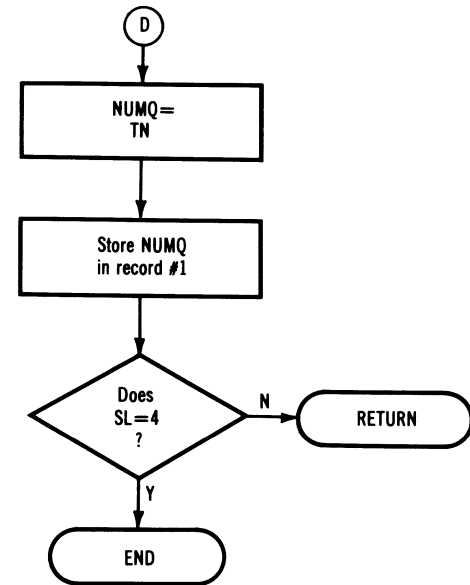 D
NUMQ=
TN
Store NUMQ
in record #1
Does
SL=4
?
N
RETURN
Y
END